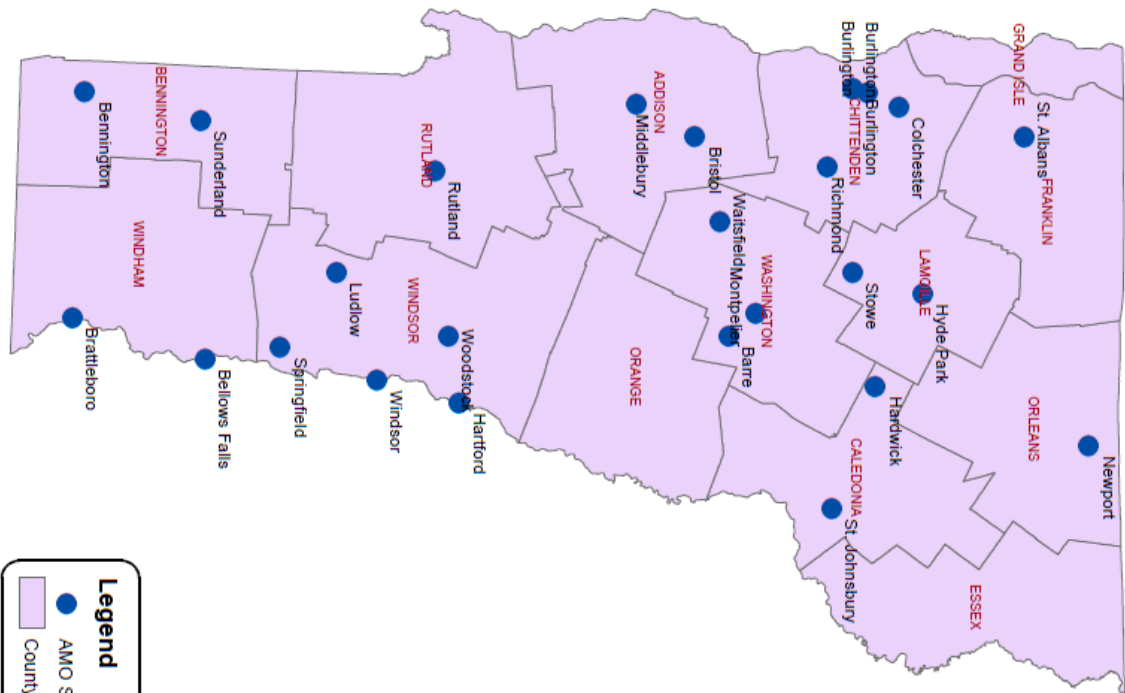 GRAND ISLE
St. Albans
FRANKLIN
Newport
ORLEANS
ESSEX
Colchester
Burlington
Burlington
Burlington
CHITTENDEN
Richmond
LAMOILLE
Hyde Park
Stowe
Hardwick
CALEDONIA
St. Johnsbury
Bristol
ADDISON
Middlebury
Waitsfield
WASHINGTON
Montpelier
Barre
ORANGE
RUTLAND
Rutland
WINDSOR
Woodstock
Hartford
Windsor
Ludlow
Springfield
BENNINGTON
Sunderland
Bennington
WINDHAM
Bellows Falls
Brattleboro
Legend
AMO S
County